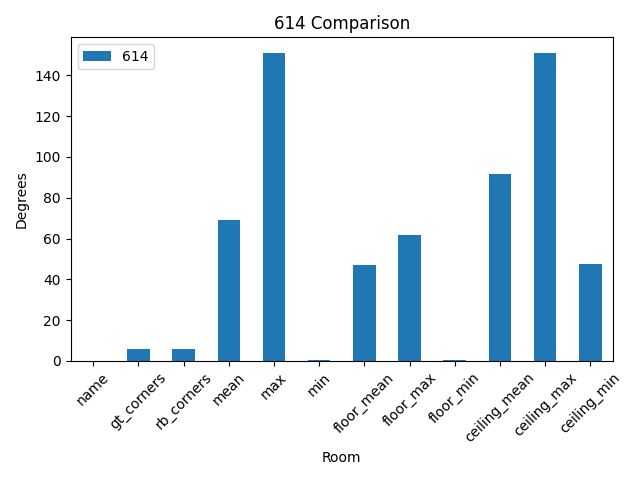 614 Comparison
614
Degrees
140
120
100
80
60
40
20
0
name
gt_corners
rb_corners
mean
max
min
floor_mean
floor_max
floor_min
ceiling_mean
ceiling_max
ceiling_min
Room